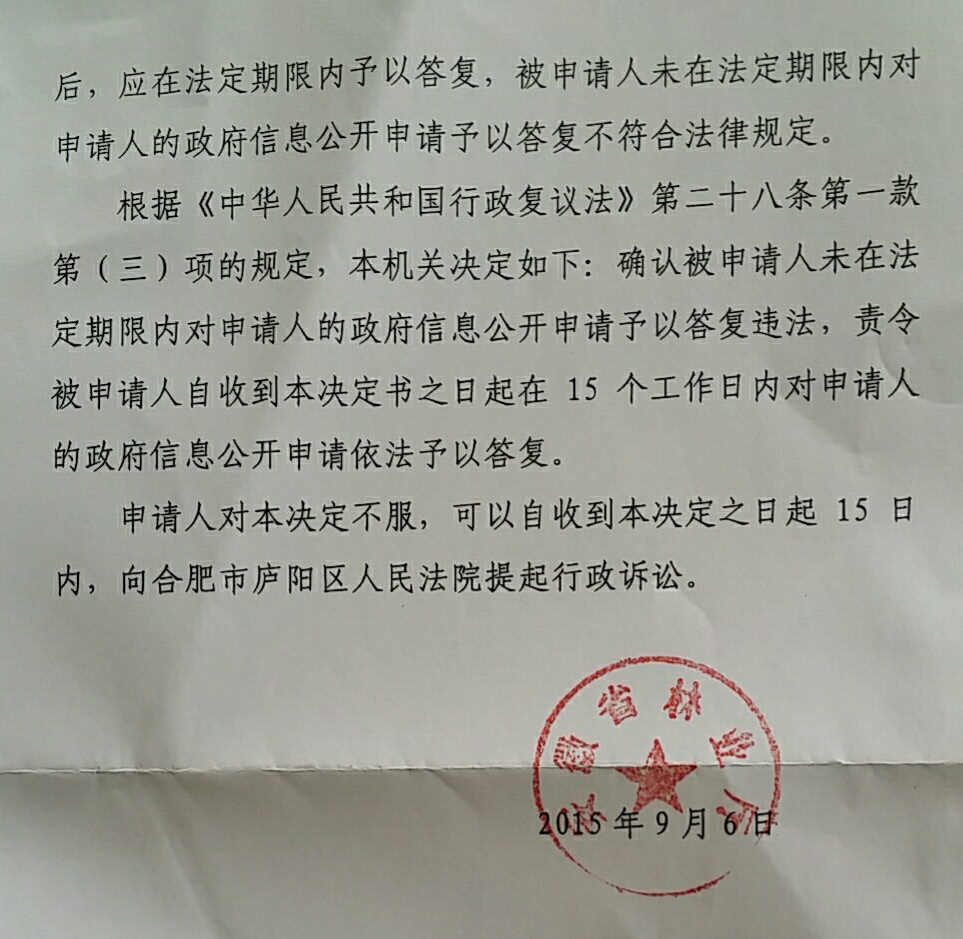 后，应在法定期限内予以答复，被申请人未在法定期限内对
申请人的政府信息公开申请予以答复不符合法律规定。
根据《中华人民共和国行政复议法》第二十八条第一款
第（三）项的规定，本机关决定如下：确认被申请人未在法
定期限内对申请人的政府信息公开申请予以答复违法，责令
被申请人自收到本决定书之日起在 15 个工作日内对申请人
的政府信息公开申请依法予以答复。
申请人对本决定不服，可以自收到本决定之日起 15 日
内，向合肥市庐阳区人民法院提起行政诉讼。
安徽省林业厅
2015 年 9 月 6 日